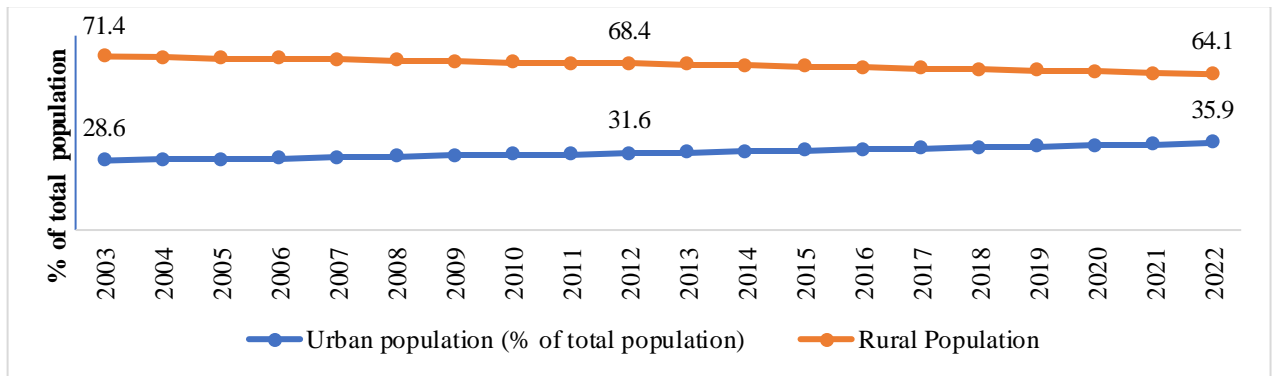 71.4 68.4 64.1
28.6 31.6 35.9
% of total population
2003 2004 2005 2006 2007 2008 2009 2010 2011 2012 2013 2014 2015 2016 2017 2018 2019 2020 2021 2022
Urban population (% of total population) Rural Population